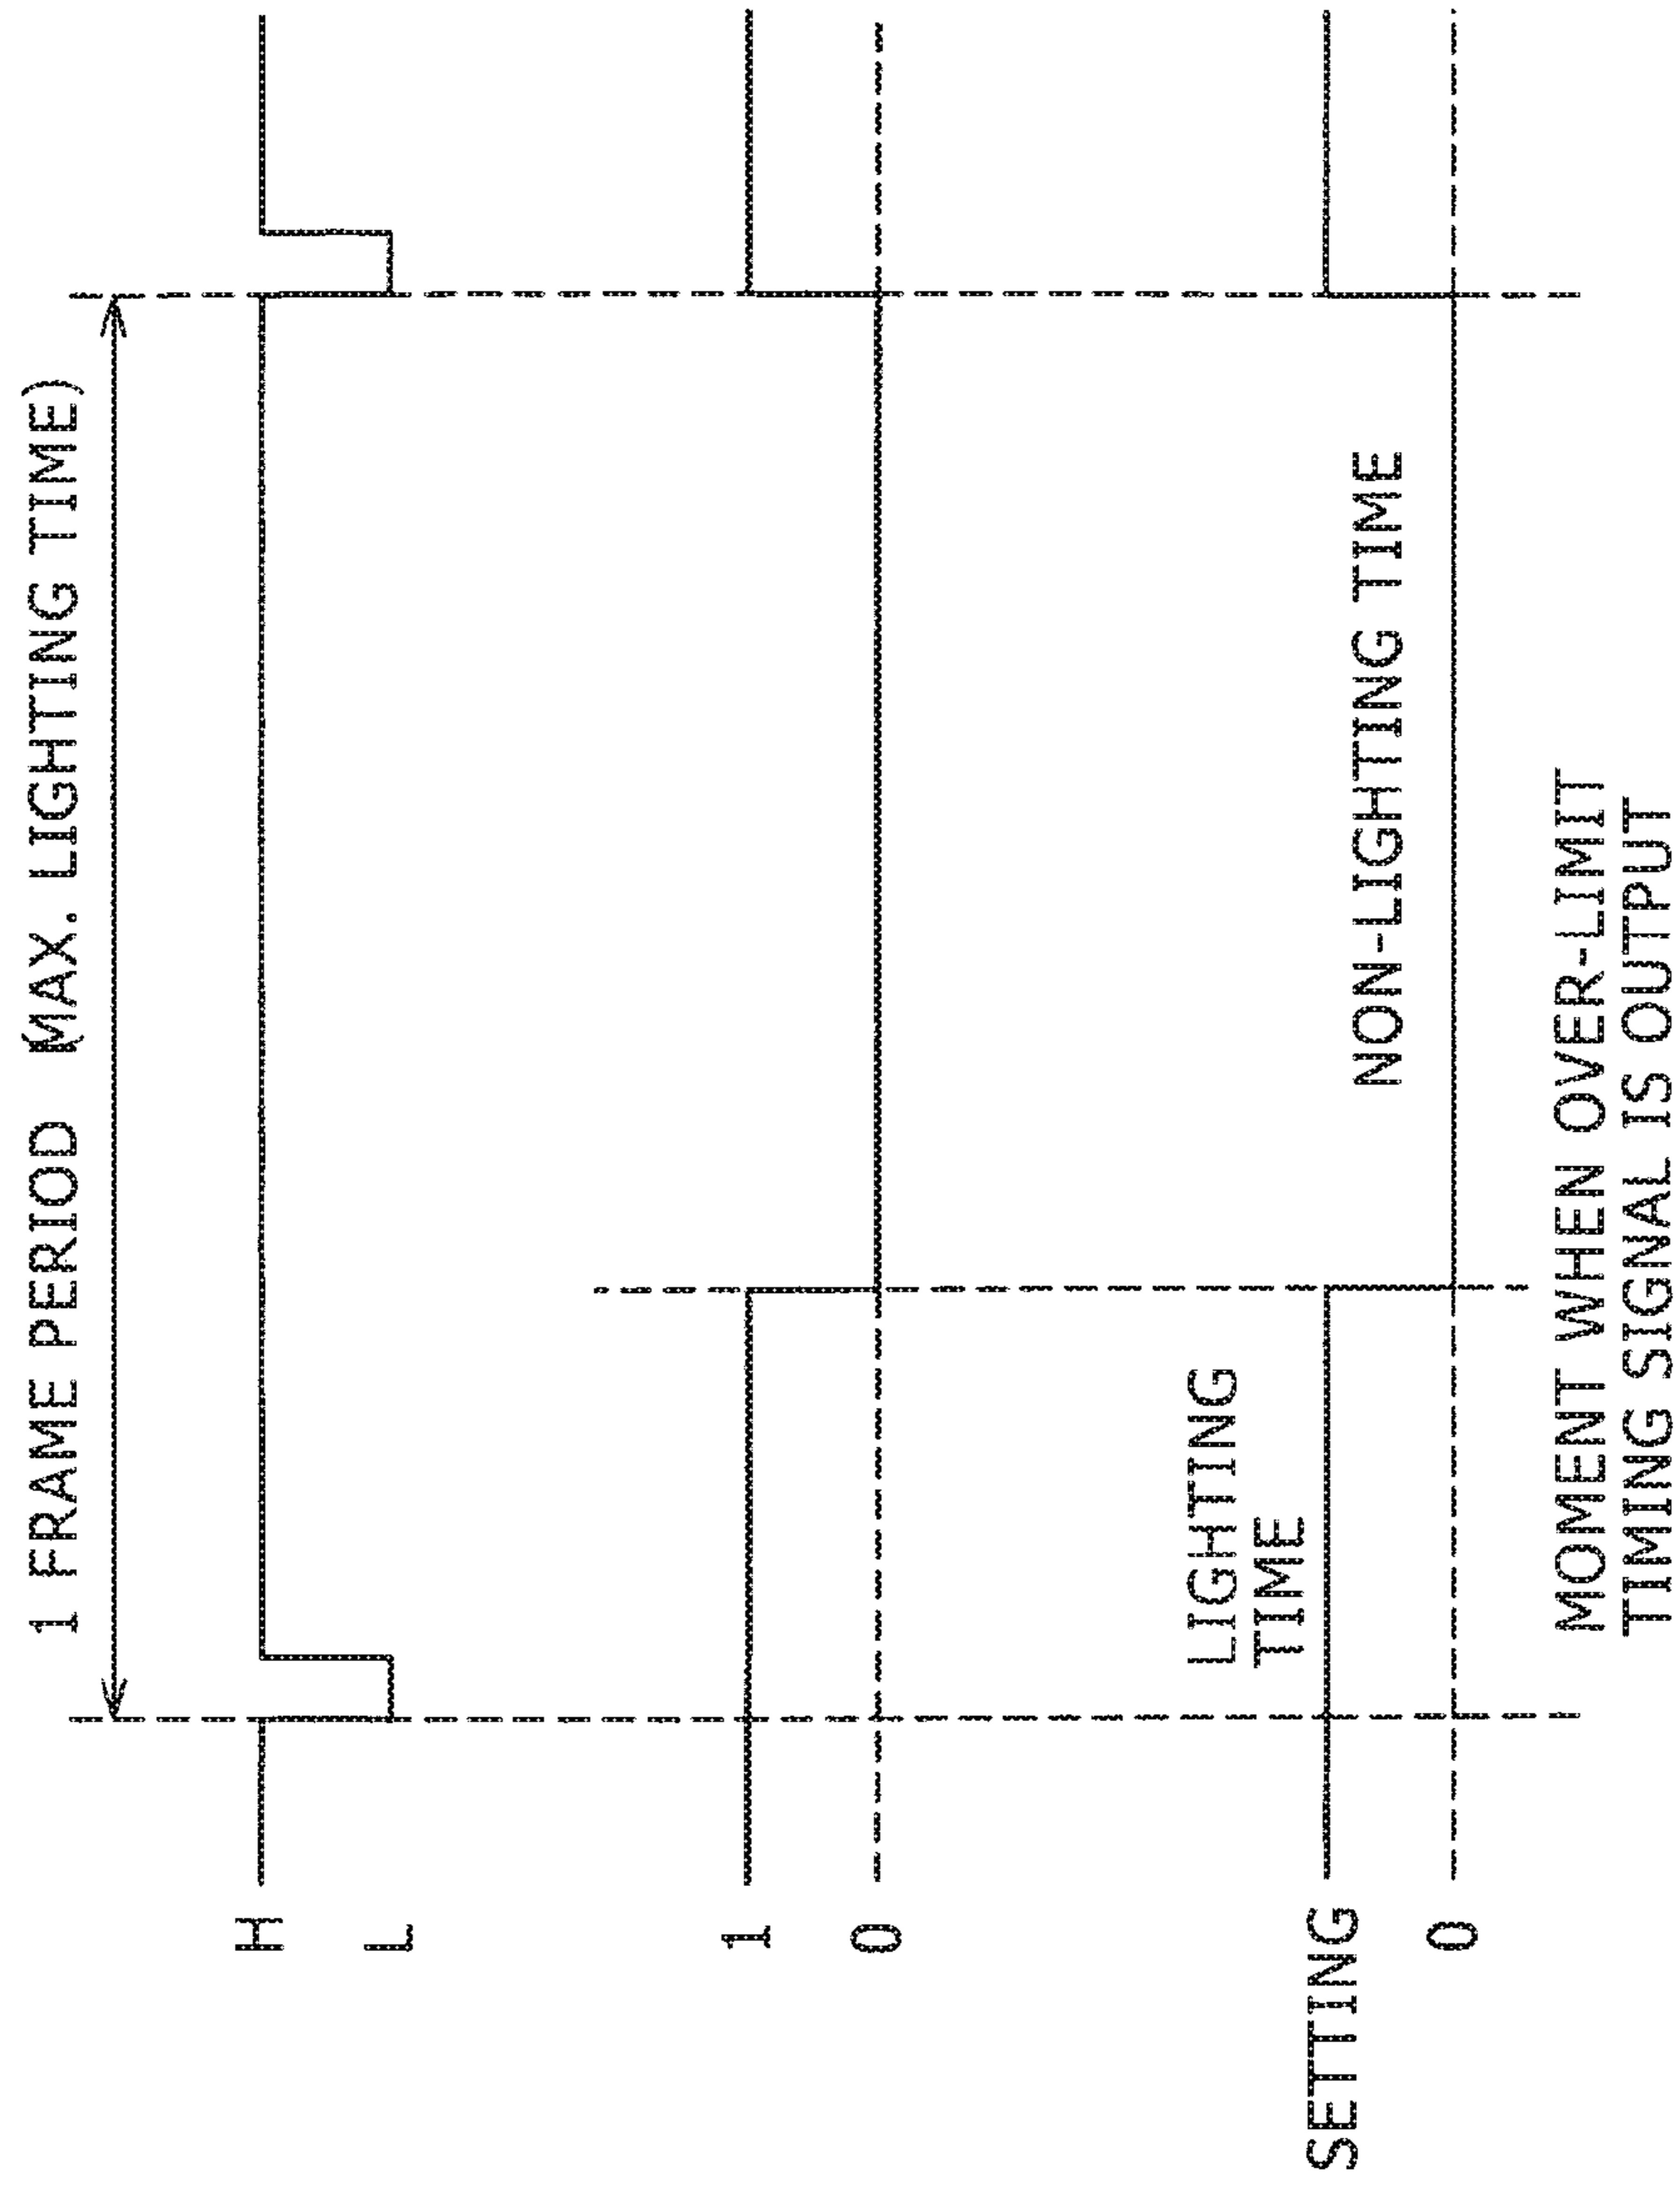 1 FRAME PERIOD (MAX. LIGHTING TIME)
H
L
1
0
LIGHTING
TIME
SETTING
NON-LIGHTING TIME
0
MOMENT WHEN OVER-LIMIT
TIMING SIGNAL IS OUTPUT